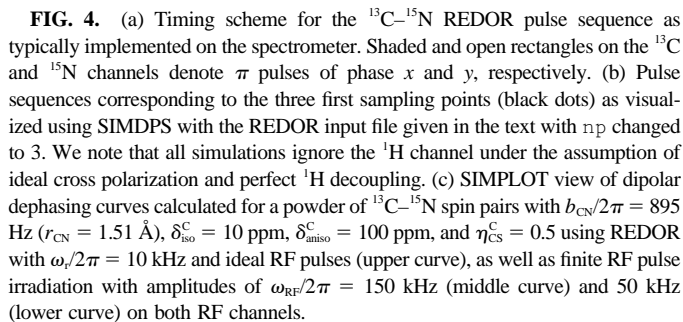 FIG. 4. (a) Timing scheme for the ¹³C–¹⁵N REDOR pulse sequence as
typically implemented on the spectrometer. Shaded and open rectangles on the ¹³C
and ¹⁵N channels denote π pulses of phase x and y, respectively. (b) Pulse
sequences corresponding to the three first sampling points (black dots) as visual-
ized using SIMDPS with the REDOR input file given in the text with np changed
to 3. We note that all simulations ignore the ¹H channel under the assumption of
ideal cross polarization and perfect ¹H decoupling. (c) SIMPLOT view of dipolar
dephasing curves calculated for a powder of ¹³C–¹⁵N spin pairs with b_CN/2π = 895
Hz (r_CN = 1.51 Å), δ^C_iso = 10 ppm, δ^C_aniso = 100 ppm, and η^C_CS = 0.5 using REDOR
with ω_r/2π = 10 kHz and ideal RF pulses (upper curve), as well as finite RF pulse
irradiation with amplitudes of ω_RF/2π = 150 kHz (middle curve) and 50 kHz
(lower curve) on both RF channels.